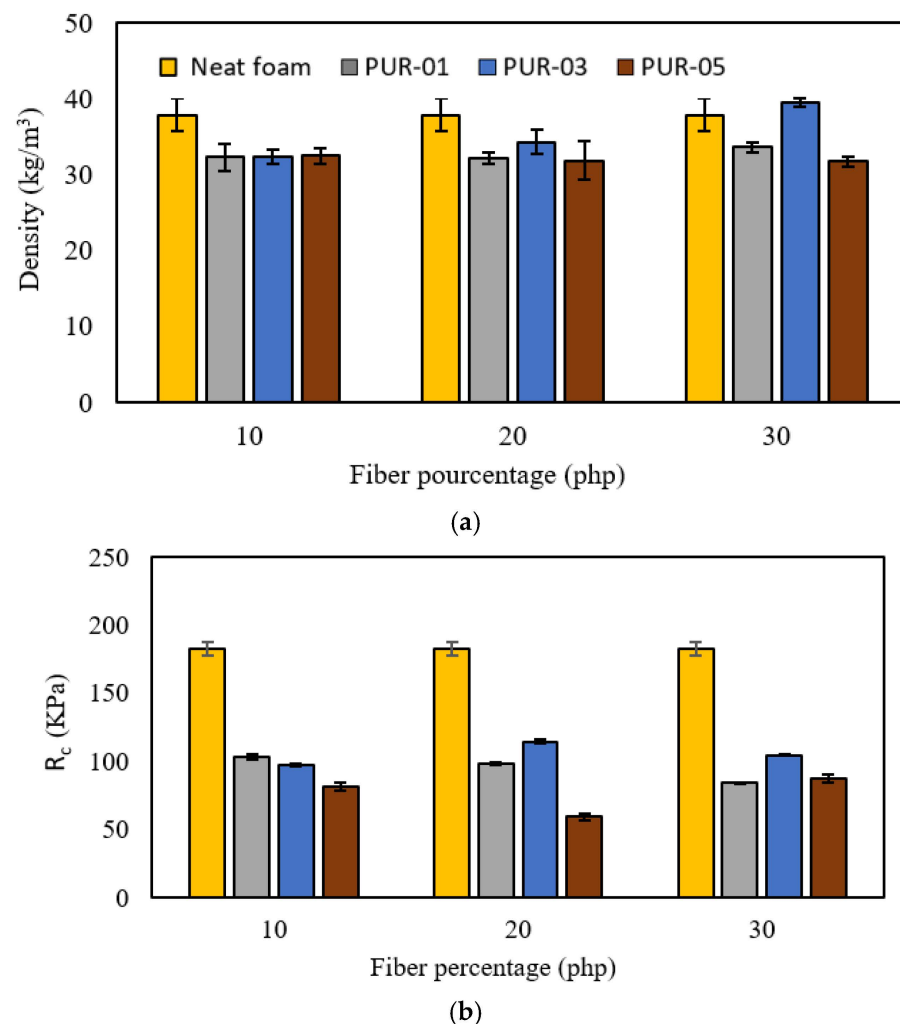 50
Neat foam PUR-01 PUR-03 PUR-05
40
30
20
10
0
Density (kg/m³)
10 20 30
Fiber pourcentage (php)
(a)
250
200
150
100
50
0
R꜀ (KPa)
10 20 30
Fiber percentage (php)
(b)